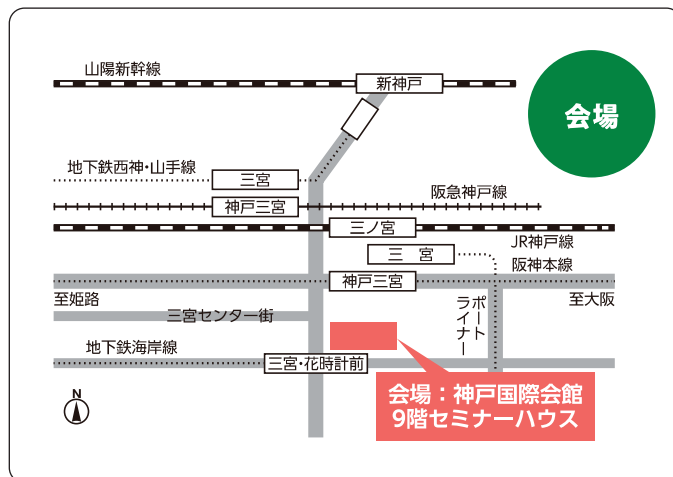 山陽新幹線
新神戸
会場
地下鉄西神・山手線
三宮
阪急神戸線
神戸三宮
三ノ宮
JR神戸線
三 宮
阪神本線
神戸三宮
至姫路
至大阪
ポートライナー
三宮センター街
地下鉄海岸線
三宮・花時計前
会場：神戸国際会館
9階セミナーハウス
N